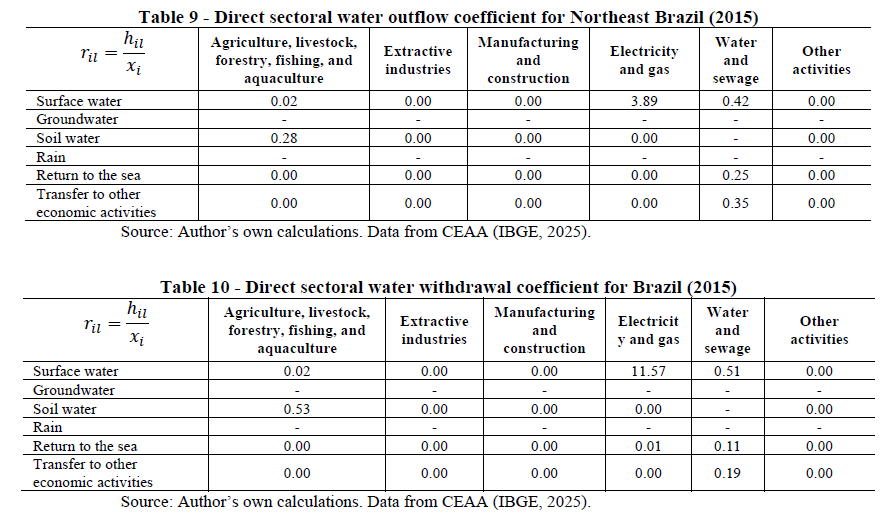 Table 9 - Direct sectoral water outflow coefficient for Northeast Brazil (2015)
r_il = h_il / x_i | Agriculture, livestock, forestry, fishing, and aquaculture | Extractive industries | Manufacturing and construction | Electricity and gas | Water and sewage | Other activities
Surface water | 0.02 | 0.00 | 0.00 | 3.89 | 0.42 | 0.00
Groundwater | - | - | - | - | - | -
Soil water | 0.28 | 0.00 | 0.00 | 0.00 | - | 0.00
Rain | - | - | - | - | - | -
Return to the sea | 0.00 | 0.00 | 0.00 | 0.00 | 0.25 | 0.00
Transfer to other economic activities | 0.00 | 0.00 | 0.00 | 0.00 | 0.35 | 0.00
Source: Author's own calculations. Data from CEAA (IBGE, 2025).
Table 10 - Direct sectoral water withdrawal coefficient for Brazil (2015)
r_il = h_il / x_i | Agriculture, livestock, forestry, fishing, and aquaculture | Extractive industries | Manufacturing and construction | Electricit y and gas | Water and sewage | Other activities
Surface water | 0.02 | 0.00 | 0.00 | 11.57 | 0.51 | 0.00
Groundwater | - | - | - | - | - | -
Soil water | 0.53 | 0.00 | 0.00 | 0.00 | - | 0.00
Rain | - | - | - | - | - | -
Return to the sea | 0.00 | 0.00 | 0.00 | 0.01 | 0.11 | 0.00
Transfer to other economic activities | 0.00 | 0.00 | 0.00 | 0.00 | 0.19 | 0.00
Source: Author's own calculations. Data from CEAA (IBGE, 2025).